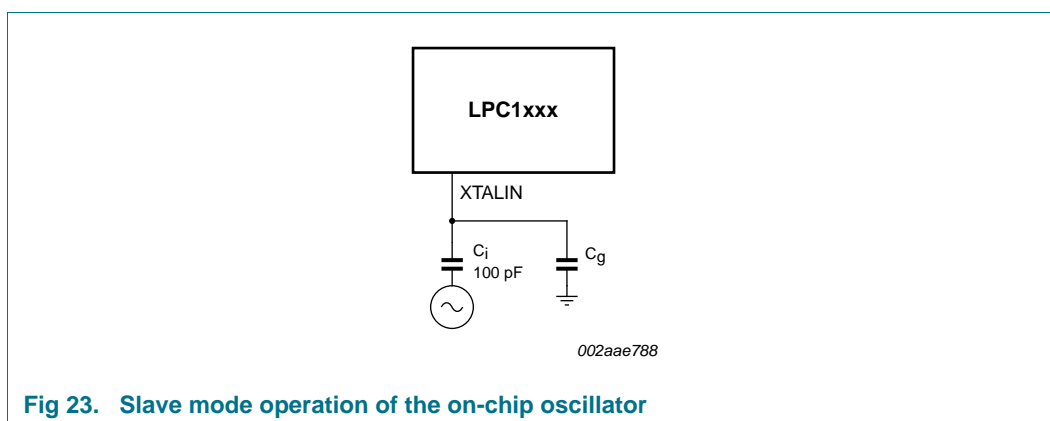 LPC1xxx
XTALIN
Ci
100 pF
Cg
002aae788
Fig 23. Slave mode operation of the on-chip oscillator